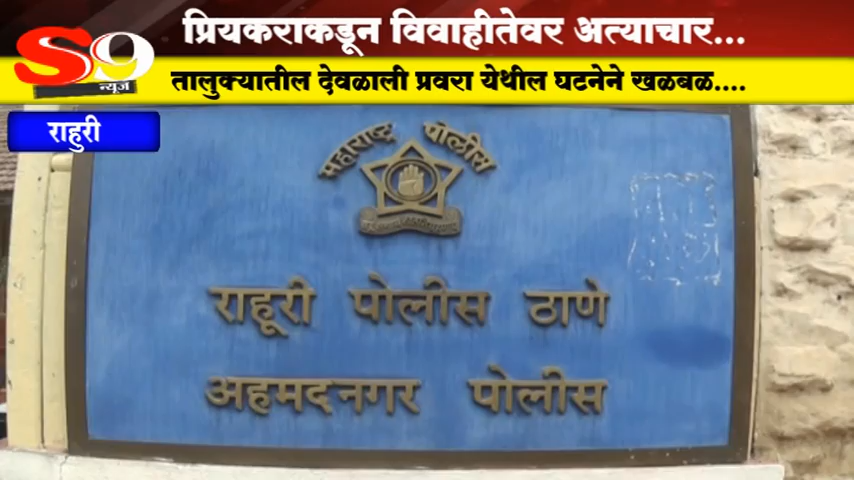 प्रियकराकडून विवाहीतेवर अत्याचार...
S9
न्यूज
तालुक्यातील देवळाली प्रवरा येथील घटनेने खळबळ....
राहुरी
महाराष्ट्र पोलीस
राहूरी पोलीस ठाणे
अहमदनगर पोलीस